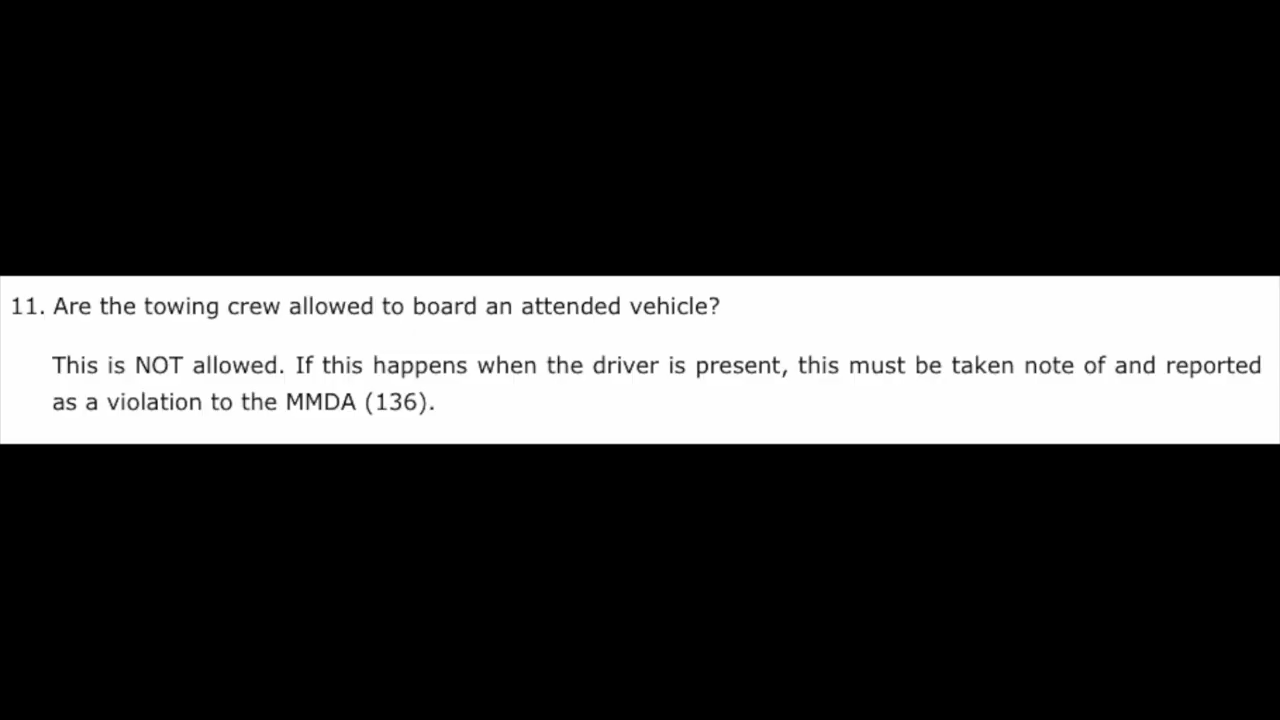 11. Are the towing crew allowed to board an attended vehicle?
This is NOT allowed. If this happens when the driver is present, this must be taken note of and reported
as a violation to the MMDA (136).